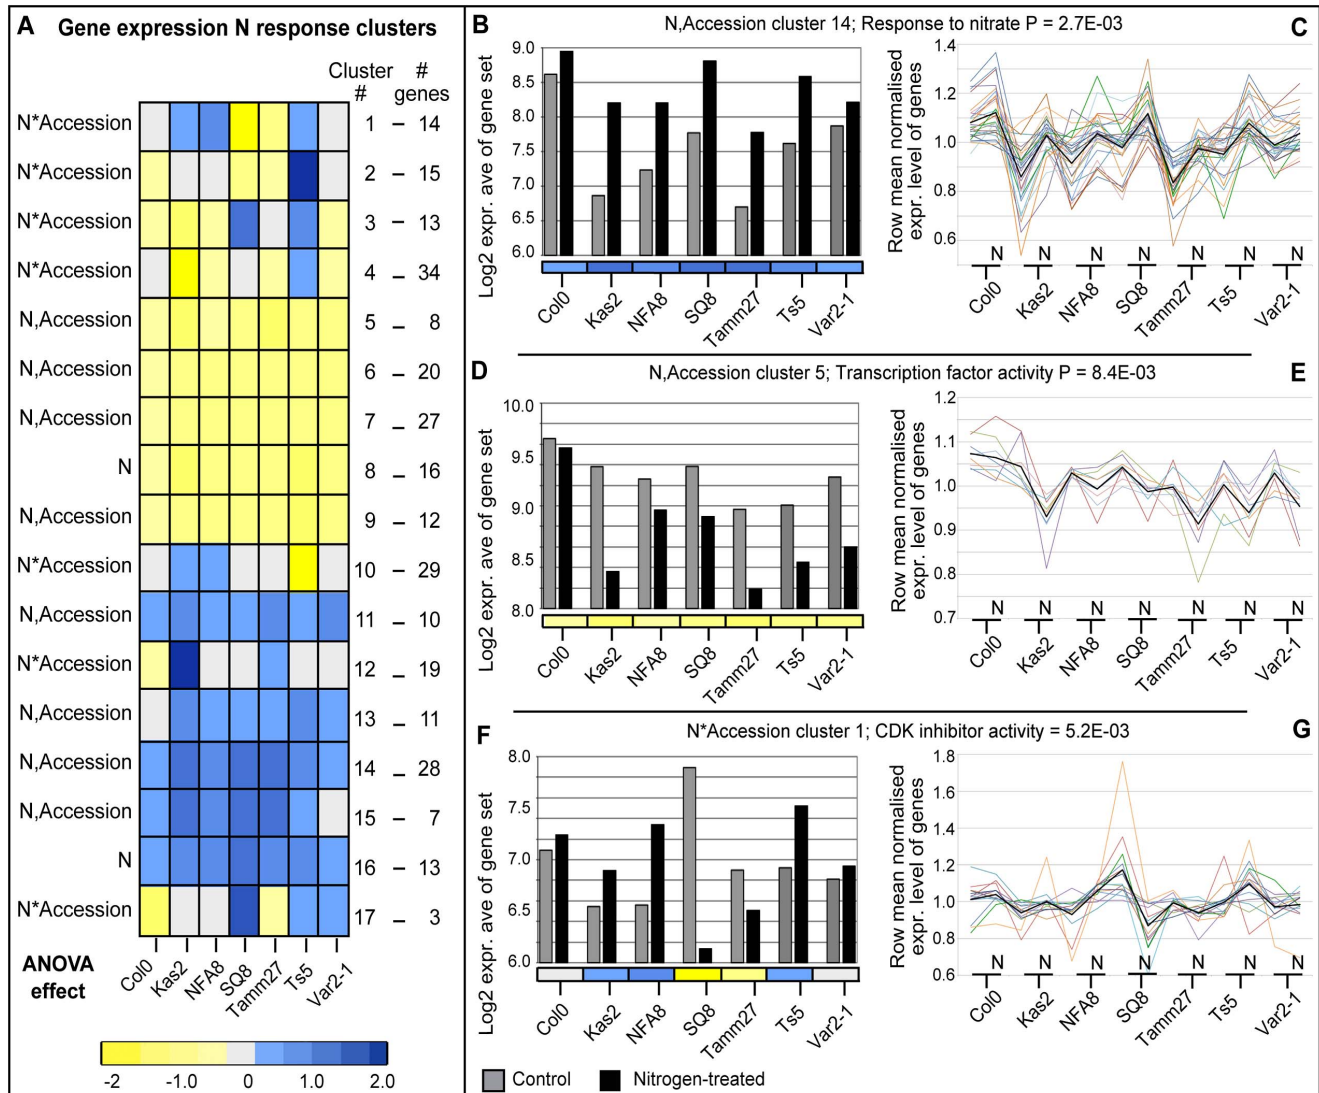 A Gene expression N response clusters
Cluster #
# genes
N*Accession 1 – 14
N*Accession 2 – 15
N*Accession 3 – 13
N*Accession 4 – 34
N,Accession 5 – 8
N,Accession 6 – 20
N,Accession 7 – 27
N 8 – 16
N,Accession 9 – 12
N*Accession 10 – 29
N,Accession 11 – 10
N*Accession 12 – 19
N,Accession 13 – 11
N,Accession 14 – 28
N,Accession 15 – 7
N 16 – 13
N*Accession 17 – 3
ANOVA effect
Col0 Kas2 NFA8 SQ8 Tamm27 Ts5 Var2-1
-2 -1.0 0 1.0 2.0
B N,Accession cluster 14; Response to nitrate P = 2.7E-03 C
Log2 expr. ave of gene set
9.0
8.5
8.0
7.5
7.0
6.5
6.0
Col0 Kas2 NFA8 SQ8 Tamm27 Ts5 Var2-1
Row mean normalised
expr. level of genes
1.4
1.2
1.0
0.8
0.6
N N N N N N N
Col0 Kas2 NFA8 SQ8 Tamm27 Ts5 Var2-1
D N,Accession cluster 5; Transcription factor activity P = 8.4E-03 E
Log2 expr. ave of gene set
10.0
9.5
9.0
8.5
8.0
Col0 Kas2 NFA8 SQ8 Tamm27 Ts5 Var2-1
Row mean normalised
expr. level of genes
1.2
1.1
1.0
0.9
0.8
0.7
N N N N N N N
Col0 Kas2 NFA8 SQ8 Tamm27 Ts5 Var2-1
F N*Accession cluster 1; CDK inhibitor activity = 5.2E-03 G
Log2 expr. ave of gene set
8.0
7.5
7.0
6.5
6.0
Col0 Kas2 NFA8 SQ8 Tamm27 Ts5 Var2-1
Row mean normalised
expr. level of genes
1.8
1.6
1.4
1.2
1.0
0.8
0.6
N N N N N N N
Col0 Kas2 NFA8 SQ8 Tamm27 Ts5 Var2-1
Control Nitrogen-treated